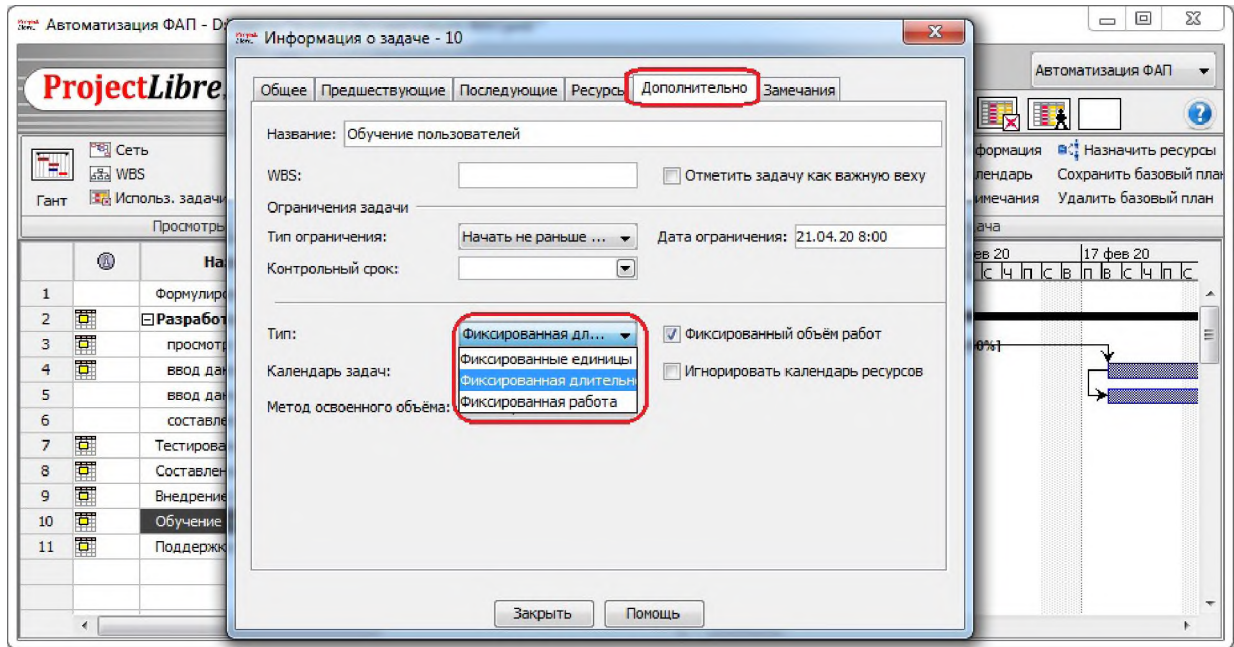 Автоматизация ФАП - D
Информация о задаче - 10
ProjectLibre
Автоматизация ФАП
Общее Предшествующие Последующие Ресурсы Дополнительно Замечания
Название: Обучение пользователей
Сеть
WBS
Гант
Использ. задачи
Просмотры
формация Назначить ресурсы
лендарь Сохранить базовый план
имечания Удалить базовый план
ача
WBS:
Отметить задачу как важную веху
Ограничения задачи
Тип ограничения: Начать не раньше ... Дата ограничения: 21.04.20 8:00
Контрольный срок:
Тип: Фиксированная дл... Фиксированный объём работ
Фиксированные единицы
Фиксированная длительн
Фиксированная работа
Календарь задач:
Игнорировать календарь ресурсов
Метод освоенного объёма:
Закрыть Помощь
На
ев 20 17 фев 20
С Ч П С В П В С Ч П С
1 Формулиро
2 Разработ
3 просмотр
0%]
4 ввод дан
5 ввод дан
6 составле
7 Тестирова
8 Составлен
9 Внедрение
10 Обучение
11 Поддержк